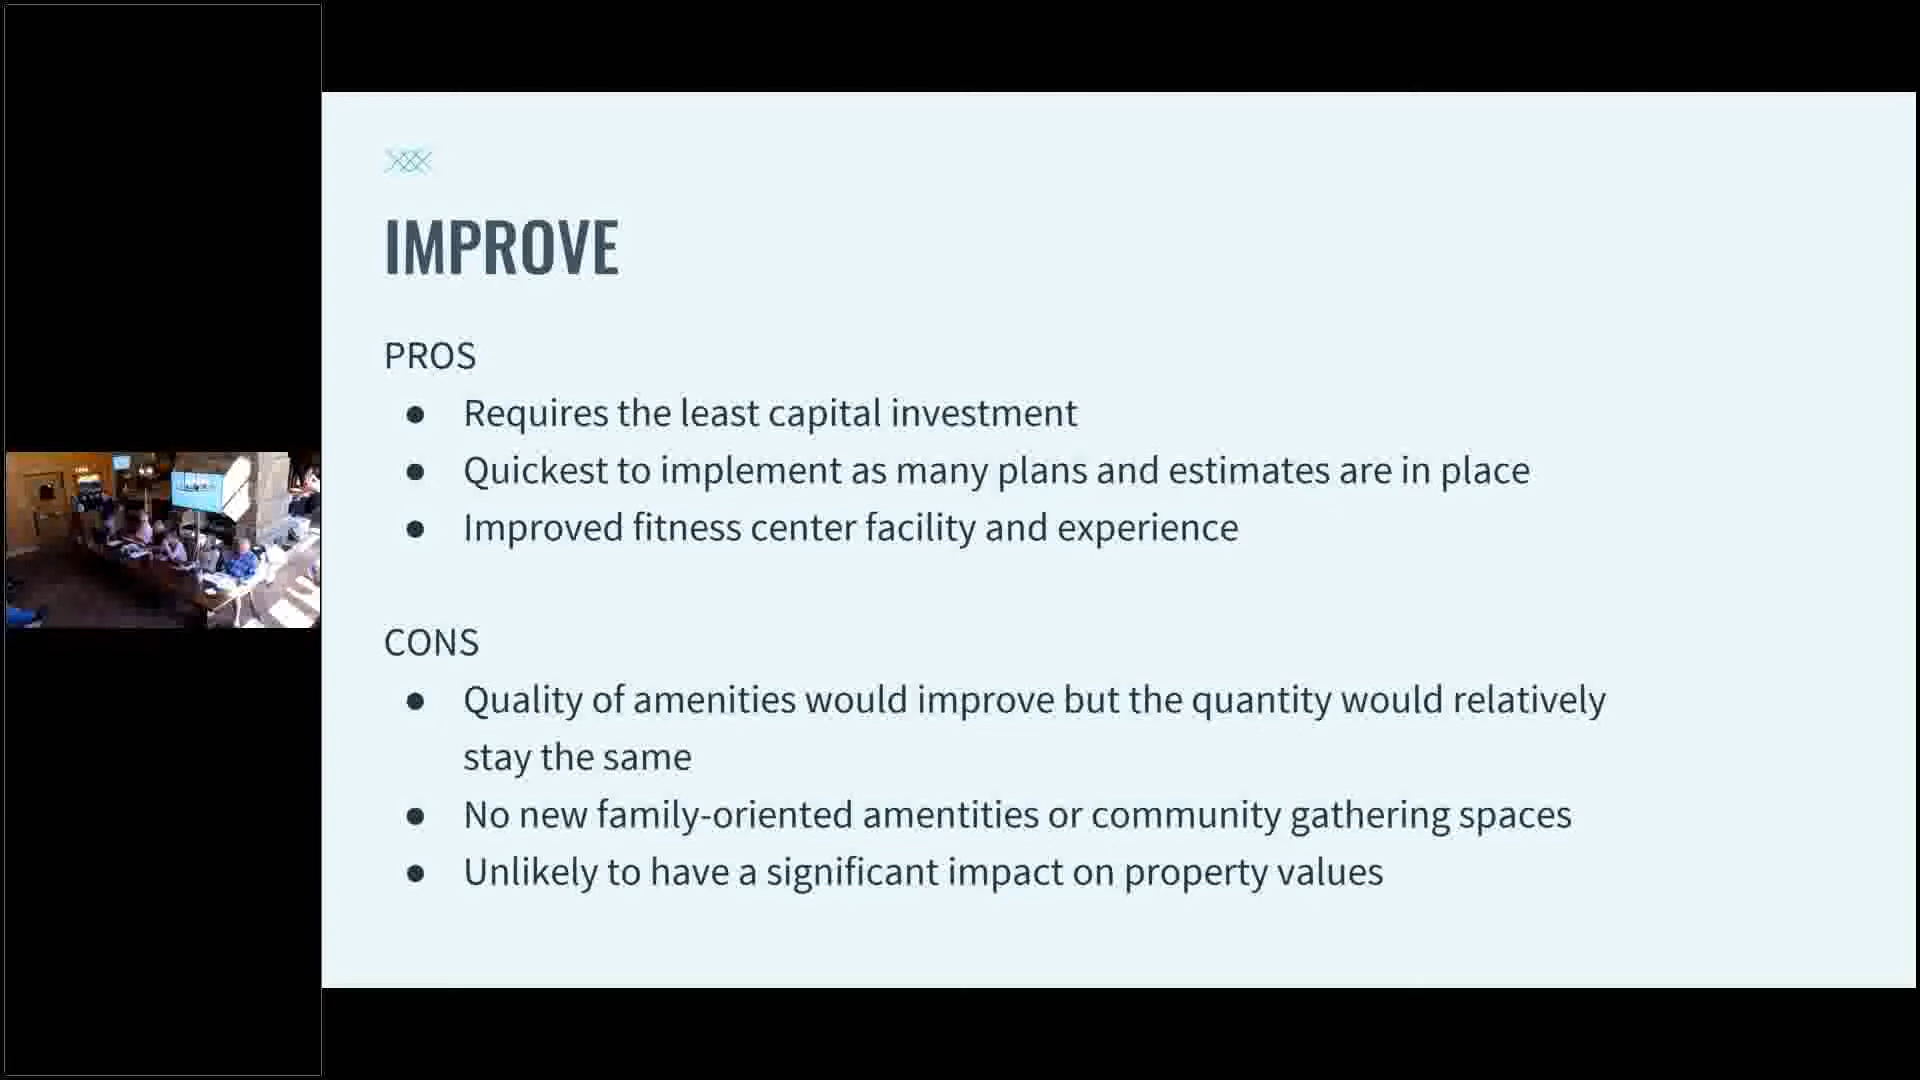 IMPROVE
PROS
● Requires the least capital investment
● Quickest to implement as many plans and estimates are in place
● Improved fitness center facility and experience
CONS
● Quality of amenities would improve but the quantity would relatively
stay the same
● No new family-oriented amentities or community gathering spaces
● Unlikely to have a significant impact on property values